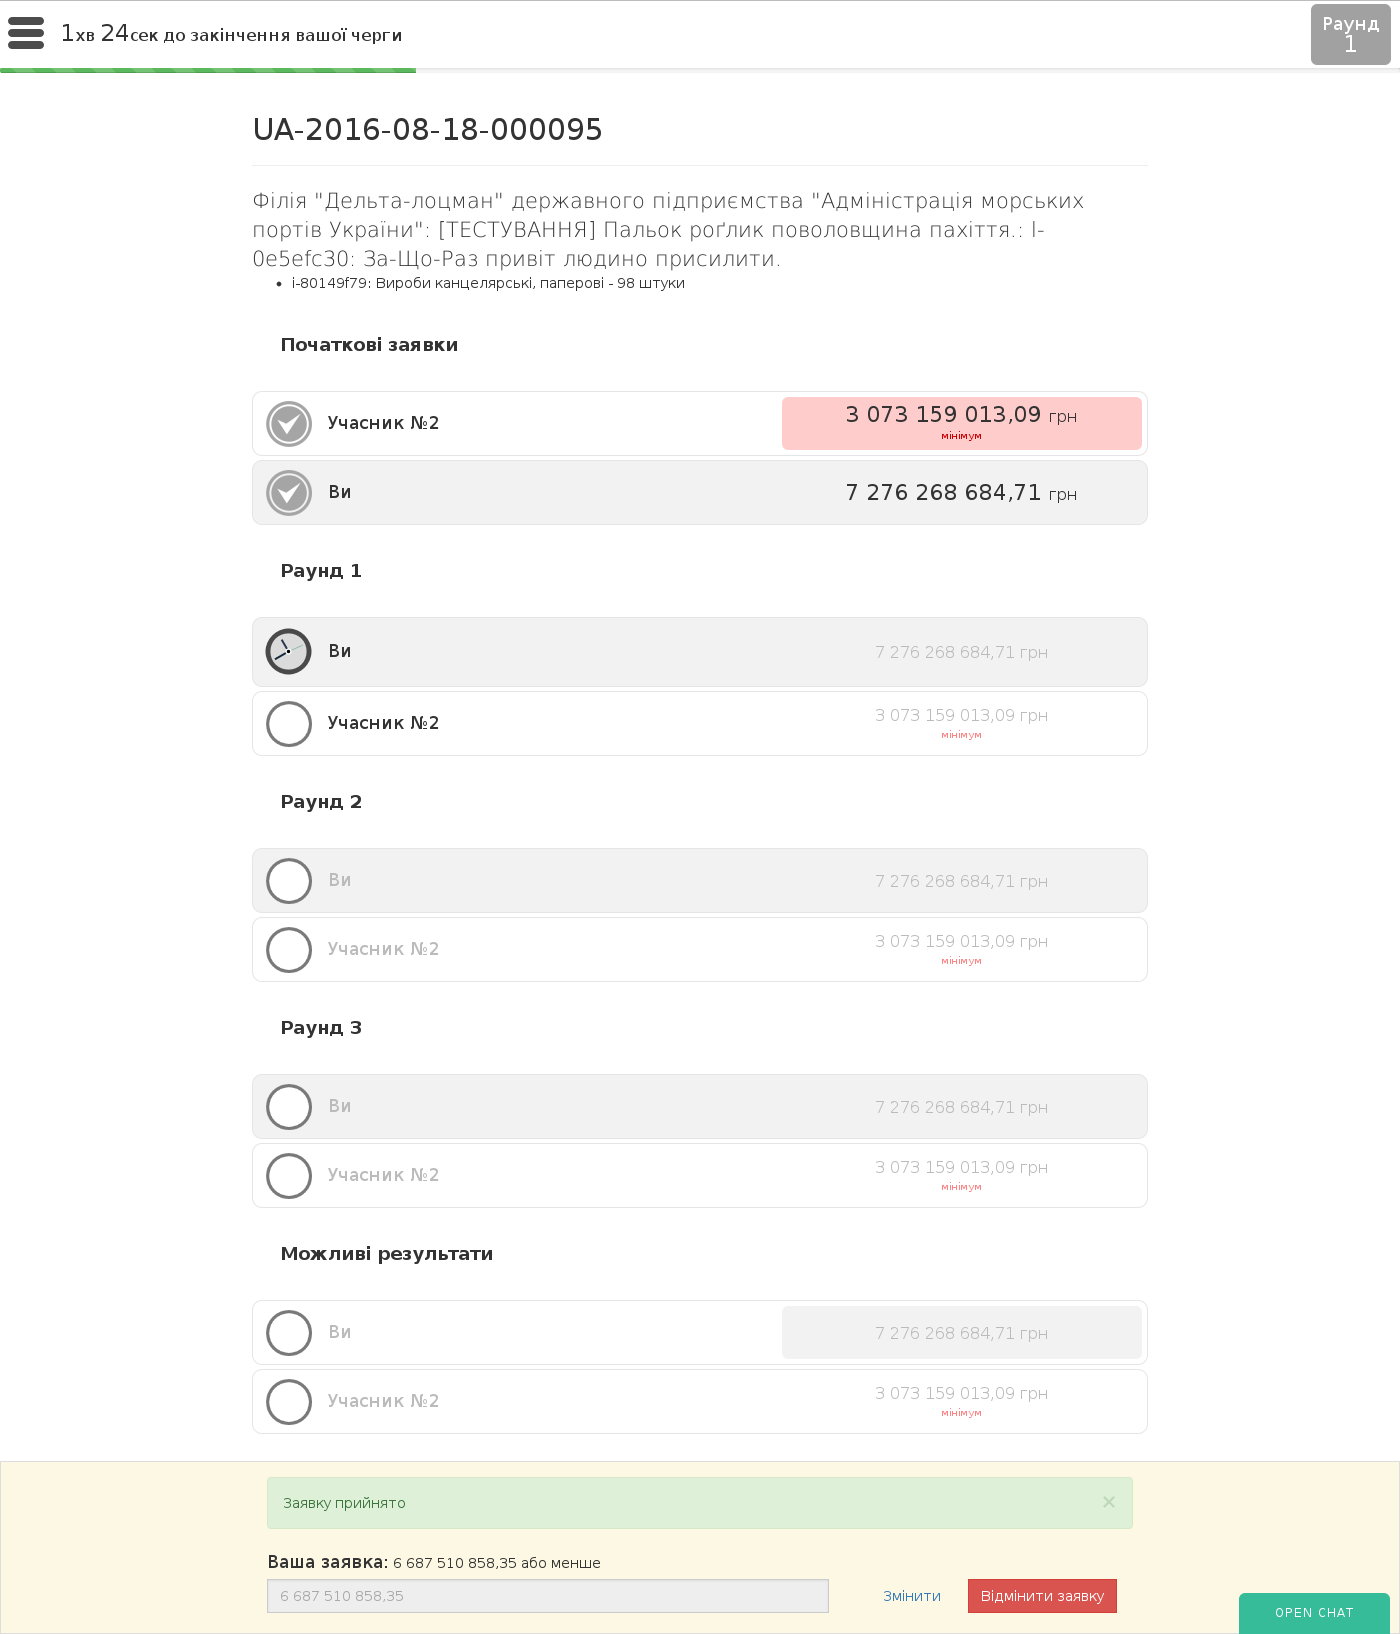 1хв 24сек до закінчення вашої черги
Раунд
1
UA-2016-08-18-000095
Філія "Дельта-лоцман" державного підприємства "Адміністрація морських
портів України": [ТЕСТУВАННЯ] Пальок роґлик поволовщина пахіття.: I-
0e5efc30: За-Що-Раз привіт людино присилити.
i-80149f79: Вироби канцелярські, паперові - 98 штуки
Початкові заявки
Учасник №2
3 073 159 013,09 грн
мінімум
Ви
7 276 268 684,71 грн
Раунд 1
Ви
7 276 268 684,71 грн
Учасник №2
3 073 159 013,09 грн
мінімум
Раунд 2
Ви
7 276 268 684,71 грн
Учасник №2
3 073 159 013,09 грн
мінімум
Раунд 3
Ви
7 276 268 684,71 грн
Учасник №2
3 073 159 013,09 грн
мінімум
Можливі результати
Ви
7 276 268 684,71 грн
Учасник №2
3 073 159 013,09 грн
мінімум
Заявку прийнято ×
Ваша заявка: 6 687 510 858,35 або менше
6 687 510 858,35
Змінити
Відмінити заявку
OPEN CHAT